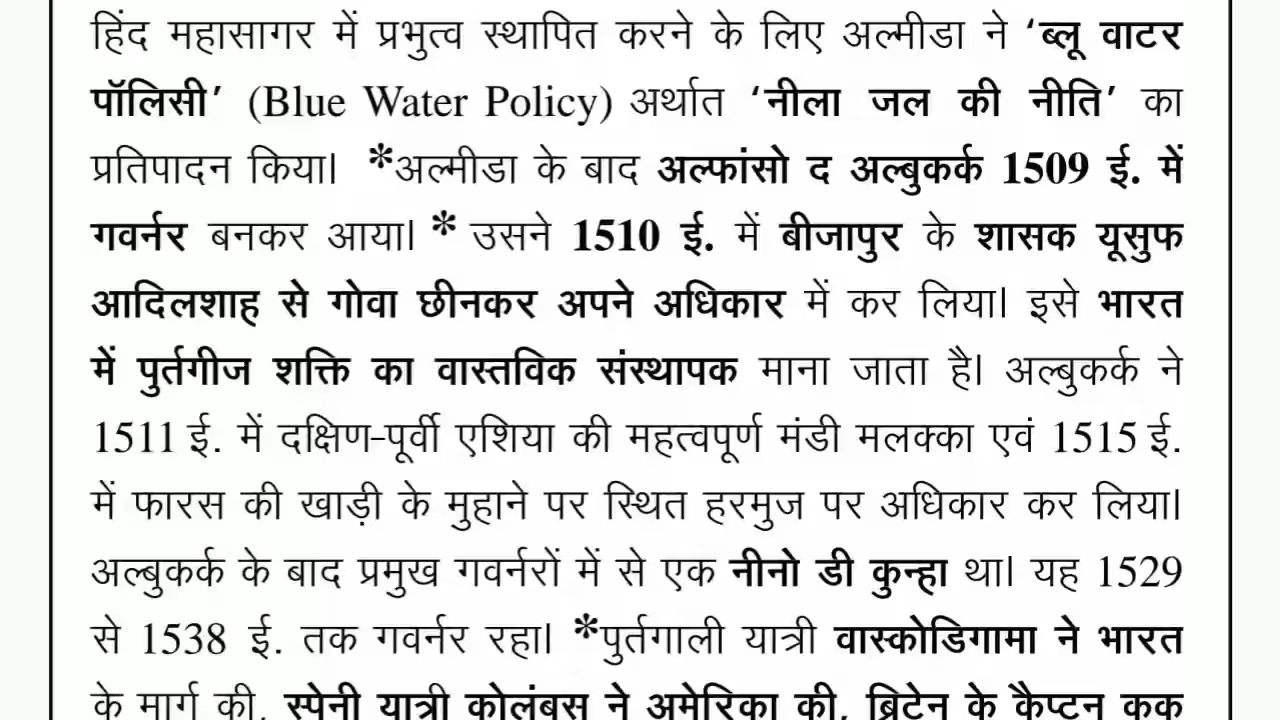 हिंद महासागर में प्रभुत्व स्थापित करने के लिए अल्मीडा ने ‘ब्लू वाटर
पॉलिसी’ (Blue Water Policy) अर्थात ‘नीला जल की नीति’ का
प्रतिपादन किया। *अल्मीडा के बाद अल्फांसो द अल्बुकर्क 1509 ई. में
गवर्नर बनकर आया। * उसने 1510 ई. में बीजापुर के शासक यूसुफ
आदिलशाह से गोवा छीनकर अपने अधिकार में कर लिया। इसे भारत
में पुर्तगीज शक्ति का वास्तविक संस्थापक माना जाता है। अल्बुकर्क ने
1511 ई. में दक्षिण-पूर्वी एशिया की महत्वपूर्ण मंडी मलक्का एवं 1515 ई.
में फारस की खाड़ी के मुहाने पर स्थित हरमुज पर अधिकार कर लिया।
अल्बुकर्क के बाद प्रमुख गवर्नरों में से एक नीनो डी कुन्हा था। यह 1529
से 1538 ई. तक गवर्नर रहा। *पुर्तगाली यात्री वास्कोडिगामा ने भारत
के मार्ग की, स्पेनी यात्री कोलंबस ने अमेरिका की, ब्रिटेन के कैप्टन कुक